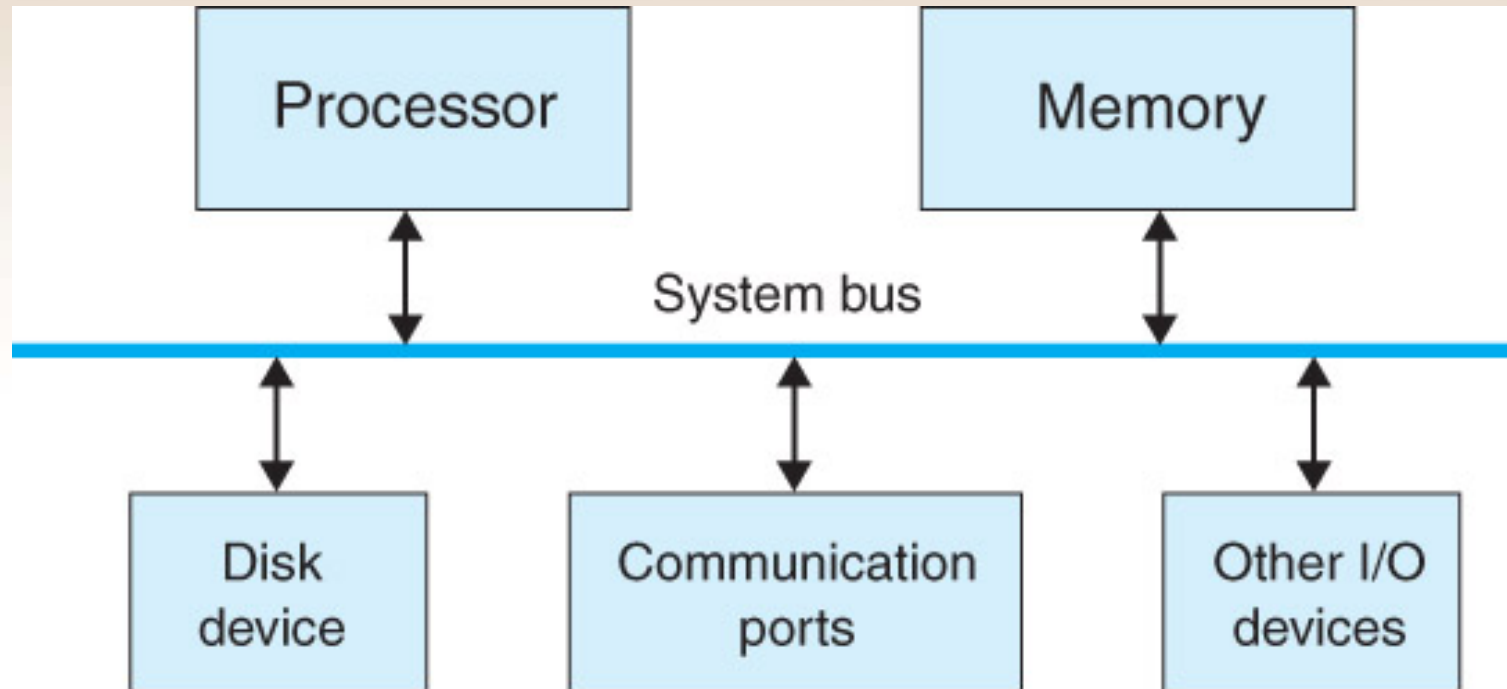 Processor
Memory
System bus
Disk
device
Communication
ports
Other I/O
devices